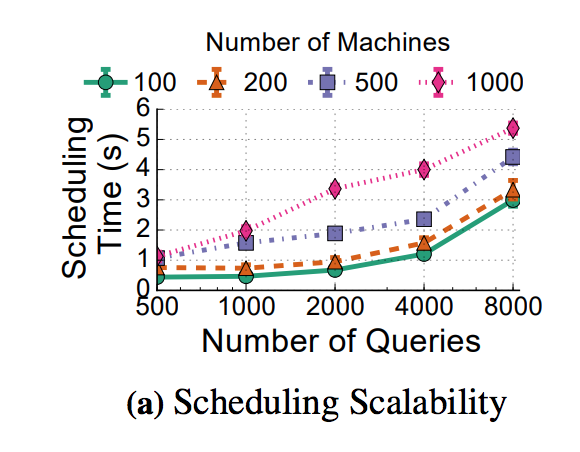 Number of Machines
100 200 500 1000
Scheduling
Time (s)
6
5
4
3
2
1
0
500 1000 2000 4000 8000
Number of Queries
(a) Scheduling Scalability